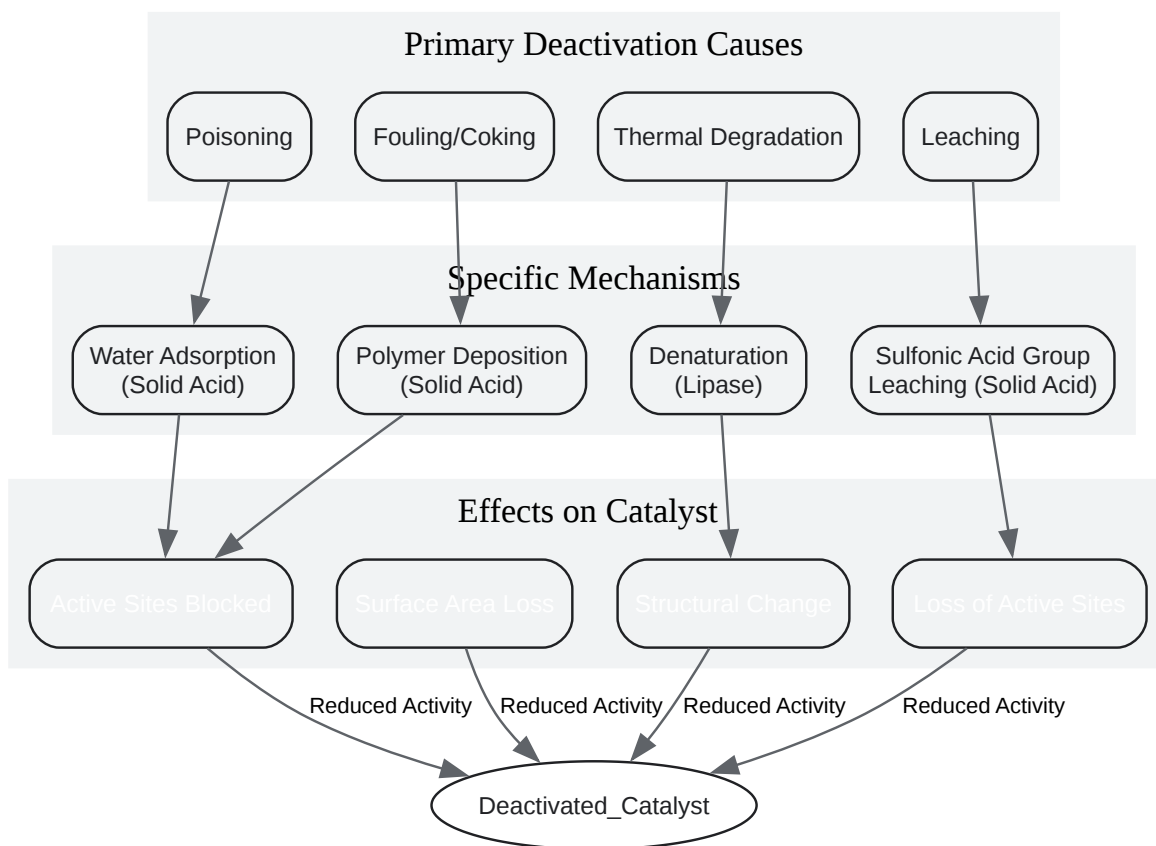 Primary Deactivation Causes
Poisoning
Fouling/Coking
Thermal Degradation
Leaching
Specific Mechanisms
Water Adsorption
(Solid Acid)
Polymer Deposition
(Solid Acid)
Denaturation
(Lipase)
Sulfonic Acid Group
Leaching (Solid Acid)
Effects on Catalyst
Active Sites Blocked
Surface Area Loss
Structural Change
Loss of Active Sites
Reduced Activity
Reduced Activity
Reduced Activity
Reduced Activity
Deactivated_Catalyst